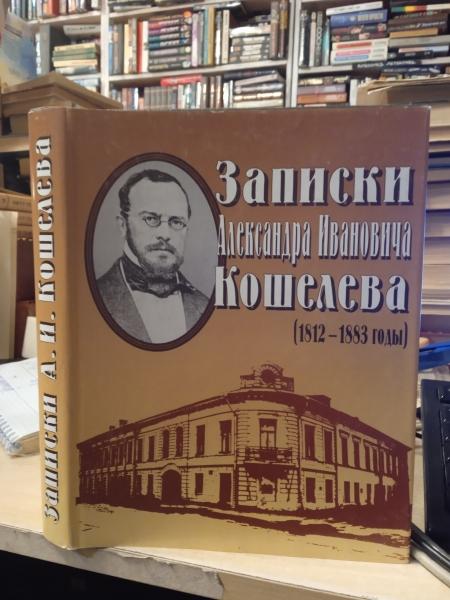 Записки
Александра Ивановича
Кошелева
(1812–1883 годы)
Записки А. И. Кошелева